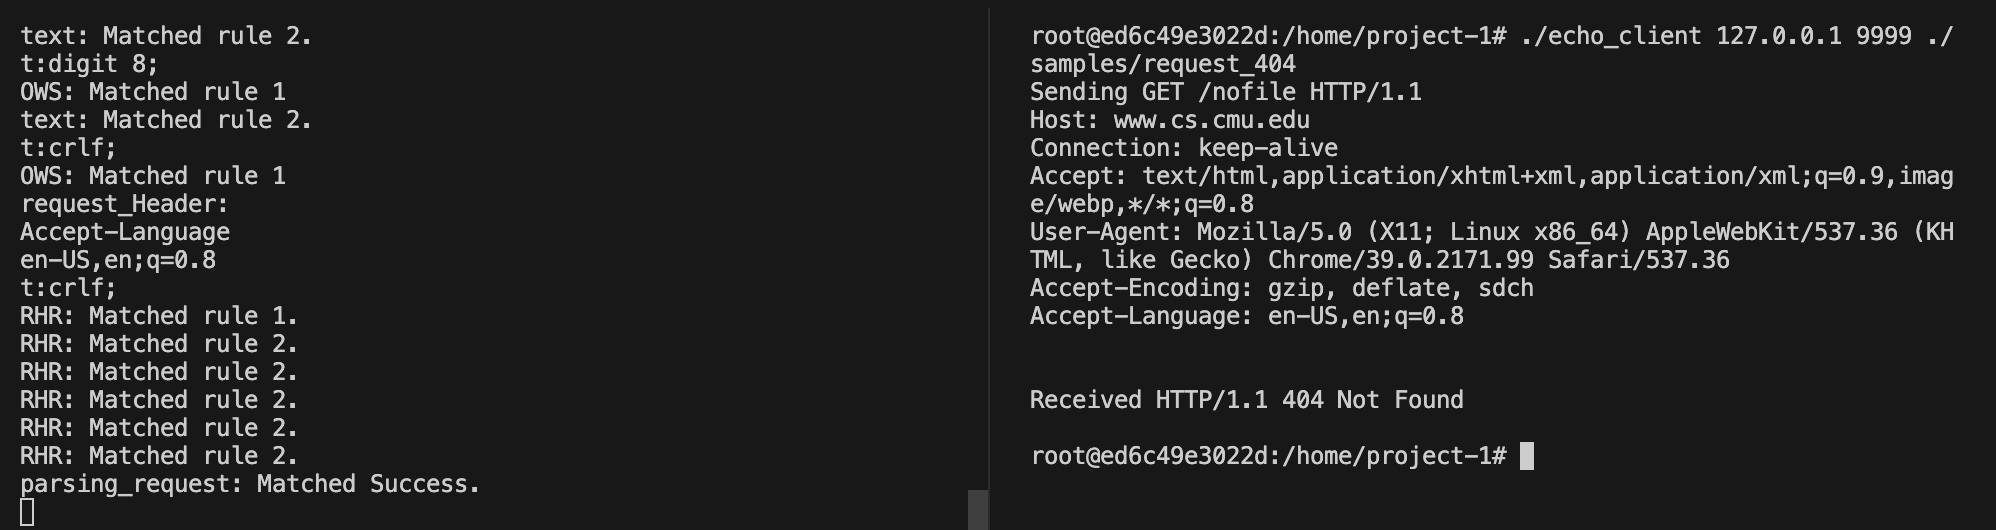 text: Matched rule 2.
t:digit 8;
OWS: Matched rule 1
text: Matched rule 2.
t:crlf;
OWS: Matched rule 1
request_Header:
Accept-Language
en-US,en;q=0.8
t:crlf;
RHR: Matched rule 1.
RHR: Matched rule 2.
RHR: Matched rule 2.
RHR: Matched rule 2.
RHR: Matched rule 2.
RHR: Matched rule 2.
parsing_request: Matched Success.
root@ed6c49e3022d:/home/project-1# ./echo_client 127.0.0.1 9999 ./
samples/request_404
Sending GET /nofile HTTP/1.1
Host: www.cs.cmu.edu
Connection: keep-alive
Accept: text/html,application/xhtml+xml,application/xml;q=0.9,imag
e/webp,*/*;q=0.8
User-Agent: Mozilla/5.0 (X11; Linux x86_64) AppleWebKit/537.36 (KH
TML, like Gecko) Chrome/39.0.2171.99 Safari/537.36
Accept-Encoding: gzip, deflate, sdch
Accept-Language: en-US,en;q=0.8
Received HTTP/1.1 404 Not Found
root@ed6c49e3022d:/home/project-1#